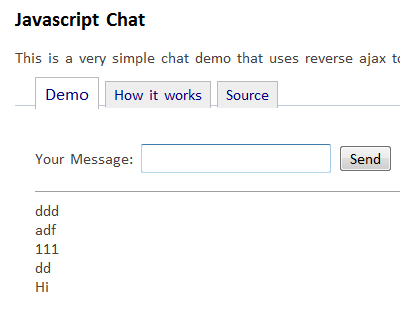 Javascript Chat
This is a very simple chat demo that uses reverse ajax
Demo How it works Source
Your Message: Send
ddd
adf
111
dd
Hi